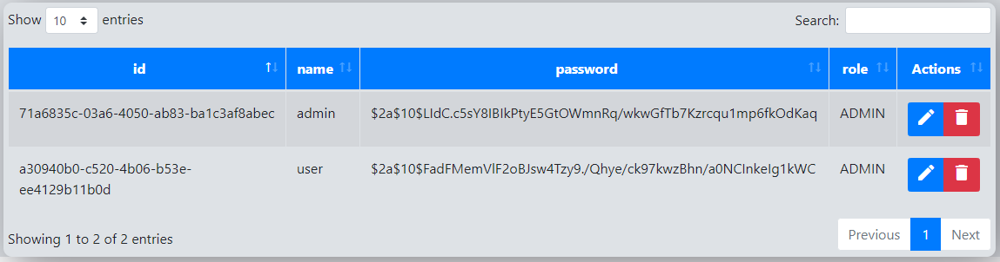 Show 10 entries Search:
id name password role Actions
71a6835c-03a6-4050-ab83-ba1c3af8abec admin $2a$10$LIdC.c5sY8IBIkPtyE5GtOWmnRq/wkwGfTb7Kzrcqu1mp6fkOdKaq ADMIN
a30940b0-c520-4b06-b53e- user $2a$10$FadFMemVlF2oBJsw4Tzy9./Qhye/ck97kwzBhn/a0NCInkeIg1kWC ADMIN
ee4129b11b0d
Showing 1 to 2 of 2 entries Previous 1 Next